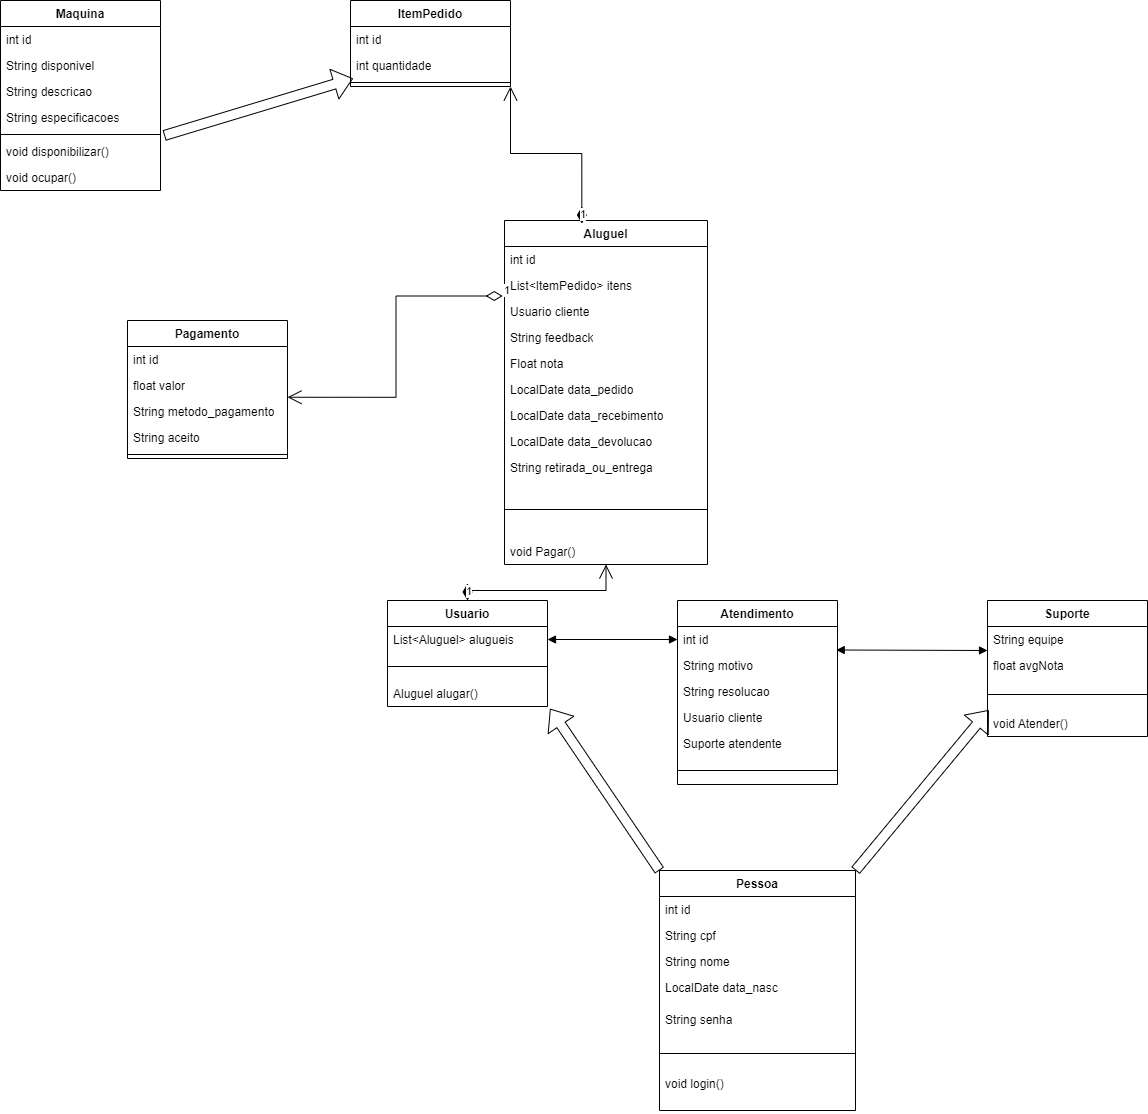 Maquina
int id
String disponivel
String descricao
String especificacoes
void disponibilizar()
void ocupar()
ItemPedido
int id
int quantidade
1
Aluguel
int id
1
List<ItemPedido> itens
Usuario cliente
String feedback
Float nota
LocalDate data_pedido
LocalDate data_recebimento
LocalDate data_devolucao
String retirada_ou_entrega
void Pagar()
Pagamento
int id
float valor
String metodo_pagamento
String aceito
1
Usuario
List<Aluguel> alugueis
Aluguel alugar()
Atendimento
int id
String motivo
String resolucao
Usuario cliente
Suporte atendente
Suporte
String equipe
float avgNota
void Atender()
Pessoa
int id
String cpf
String nome
LocalDate data_nasc
String senha
void login()